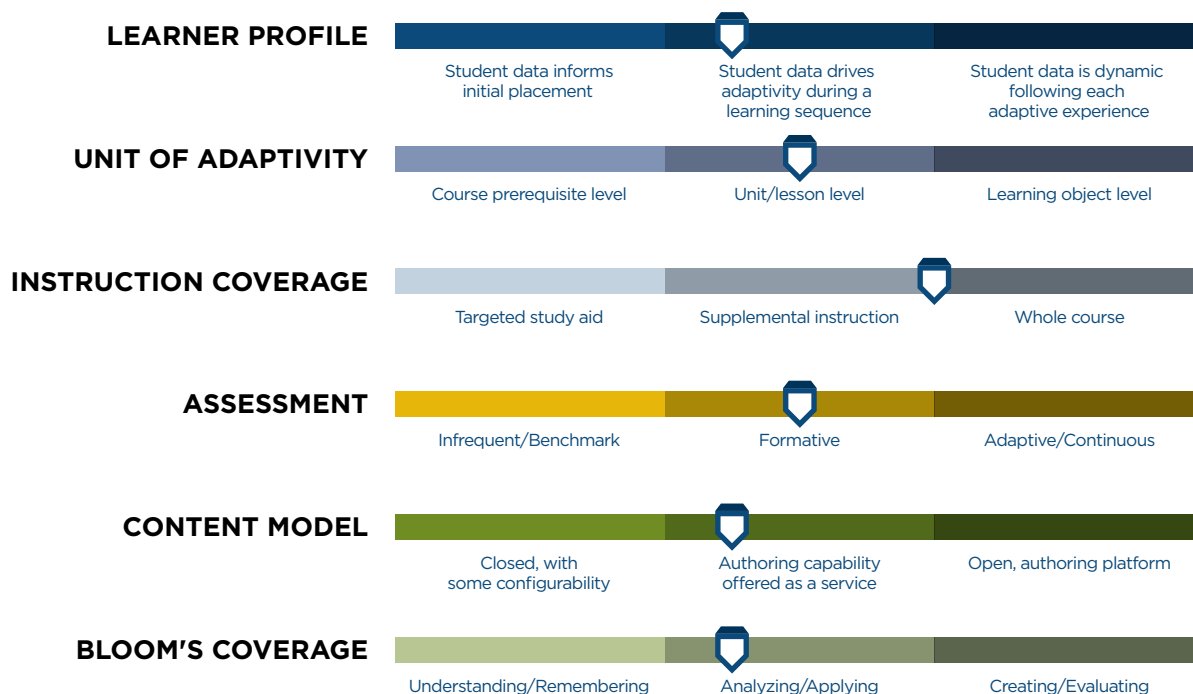 LEARNER PROFILE
Student data informs
initial placement
Student data drives
adaptivity during a
learning sequence
Student data is dynamic
following each
adaptive experience
UNIT OF ADAPTIVITY
Course prerequisite level
Unit/lesson level
Learning object level
INSTRUCTION COVERAGE
Targeted study aid
Supplemental instruction
Whole course
ASSESSMENT
Infrequent/Benchmark
Formative
Adaptive/Continuous
CONTENT MODEL
Closed, with
some configurability
Authoring capability
offered as a service
Open, authoring platform
BLOOM'S COVERAGE
Understanding/Remembering
Analyzing/Applying
Creating/Evaluating